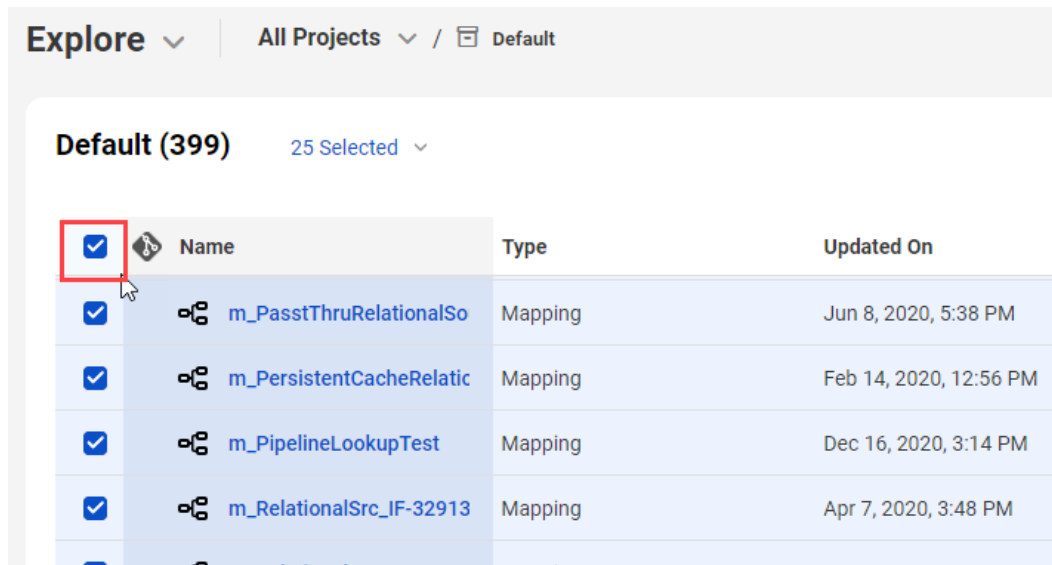 Explore All Projects / Default
Default (399) 25 Selected
Name Type Updated On
m_PasstThruRelationalSo Mapping Jun 8, 2020, 5:38 PM
m_PersistentCacheRelatic Mapping Feb 14, 2020, 12:56 PM
m_PipelineLookupTest Mapping Dec 16, 2020, 3:14 PM
m_RelationalSrc_IF-32913 Mapping Apr 7, 2020, 3:48 PM